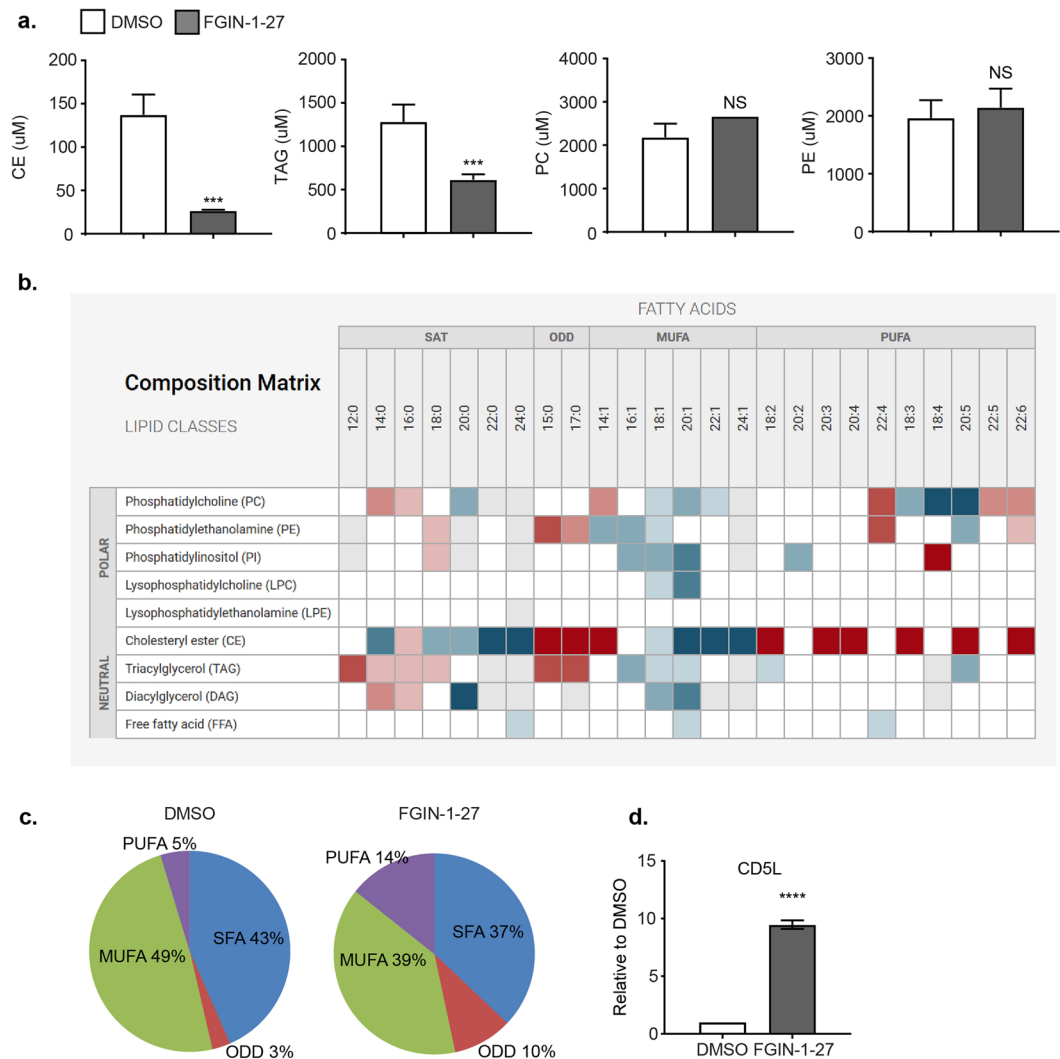 a.
DMSO FGIN-1-27
CE (uM)
200
150
100
50
0
***
TAG (uM)
2000
1500
1000
500
0
***
PC (uM)
4000
3000
2000
1000
0
NS
PE (uM)
3000
2000
1000
0
NS
b.
FATTY ACIDS
SAT ODD MUFA PUFA
Composition Matrix
LIPID CLASSES
12:0 14:0 16:0 18:0 20:0 22:0 24:0 15:0 17:0 14:1 16:1 18:1 20:1 22:1 24:1 18:2 20:2 20:3 20:4 22:4 18:3 18:4 20:5 22:5 22:6
POLAR
Phosphatidylcholine (PC)
Phosphatidylethanolamine (PE)
Phosphatidylinositol (PI)
Lysophosphatidylcholine (LPC)
Lysophosphatidylethanolamine (LPE)
NEUTRAL
Cholesteryl ester (CE)
Triacylglycerol (TAG)
Diacylglycerol (DAG)
Free fatty acid (FFA)
c.
DMSO
PUFA 5%
SFA 43%
MUFA 49%
ODD 3%
FGIN-1-27
PUFA 14%
SFA 37%
MUFA 39%
ODD 10%
d.
CD5L
Relative to DMSO
15
10
5
0
****
DMSO FGIN-1-27